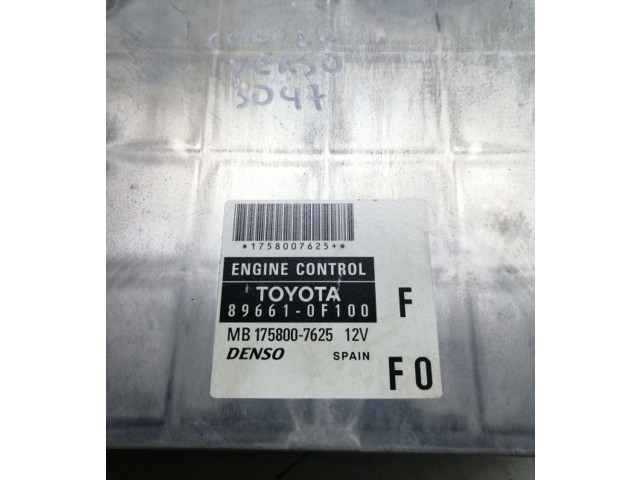 COROLLA
VERSO
3047
*1758007625+*
ENGINE CONTROL
TOYOTA
89661-0F100 F
MB 175800-7625 12V
DENSO SPAIN F0